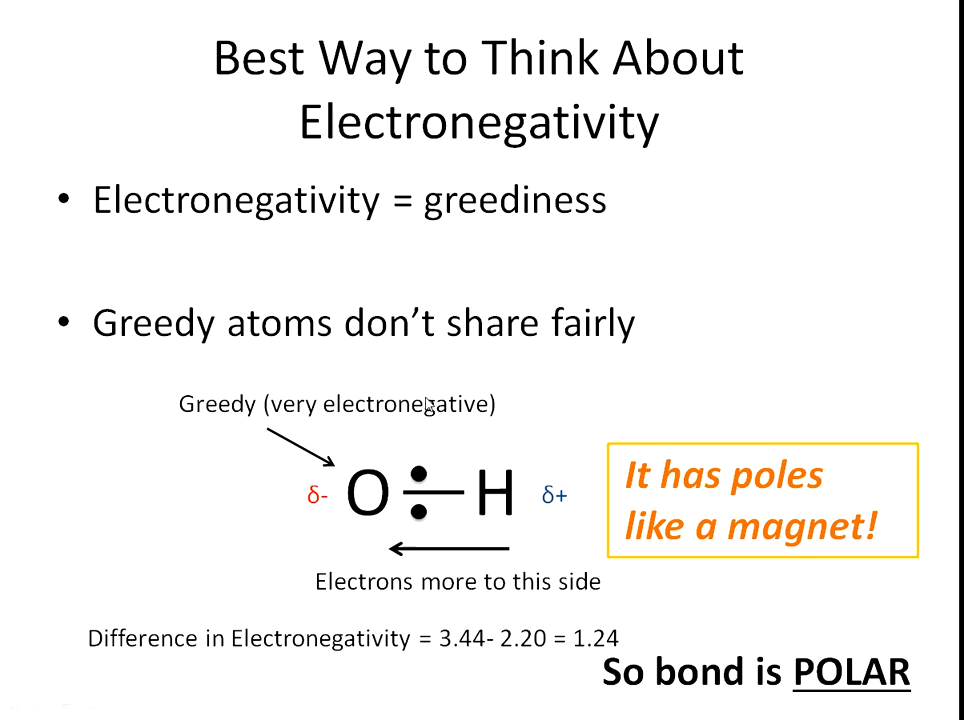 Best Way to Think About
Electronegativity
• Electronegativity = greediness
• Greedy atoms don't share fairly
Greedy (very electronegative)
δ- O H δ+
It has poles
like a magnet!
Electrons more to this side
Difference in Electronegativity = 3.44- 2.20 = 1.24
So bond is POLAR